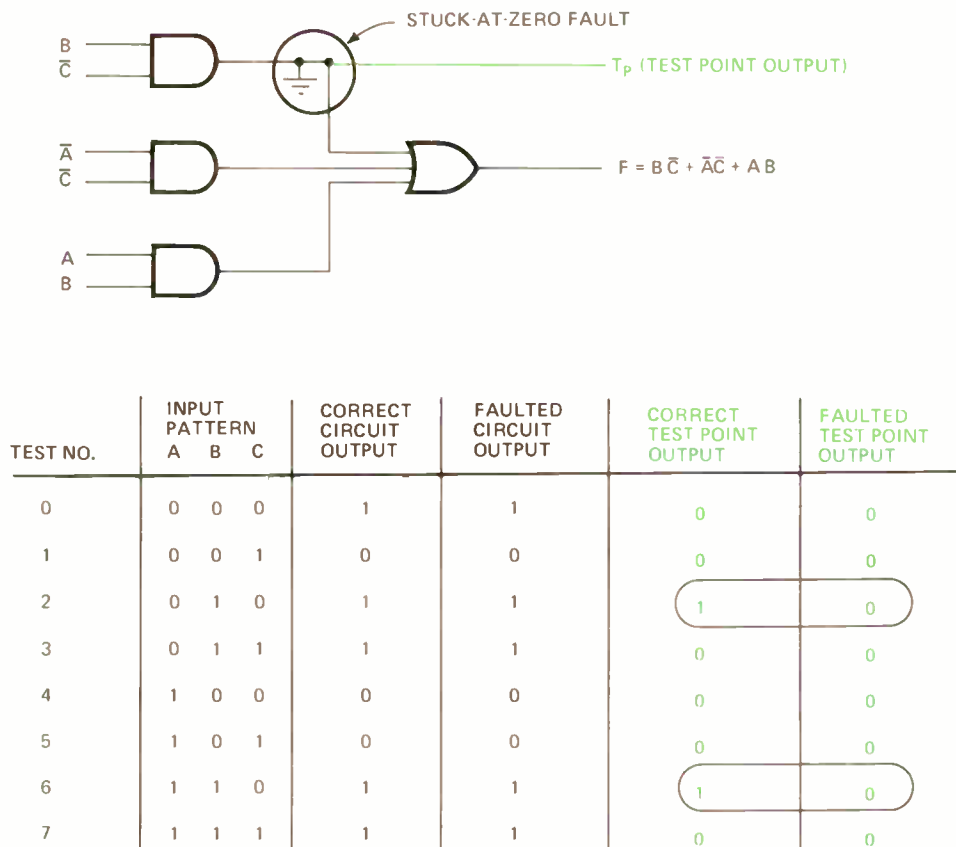 STUCK-AT-ZERO FAULT
B
C̅
T_P (TEST POINT OUTPUT)
A̅
C̅
F = B C̅ + A̅C̅ + A B
A
B
TEST NO. INPUT PATTERN A B C CORRECT CIRCUIT OUTPUT FAULTED CIRCUIT OUTPUT CORRECT TEST POINT OUTPUT FAULTED TEST POINT OUTPUT
0 0 0 0 1 1 0 0
1 0 0 1 0 0 0 0
2 0 1 0 1 1 1 0
3 0 1 1 1 1 0 0
4 1 0 0 0 0 0 0
5 1 0 1 0 0 0 0
6 1 1 0 1 1 1 0
7 1 1 1 1 1 0 0